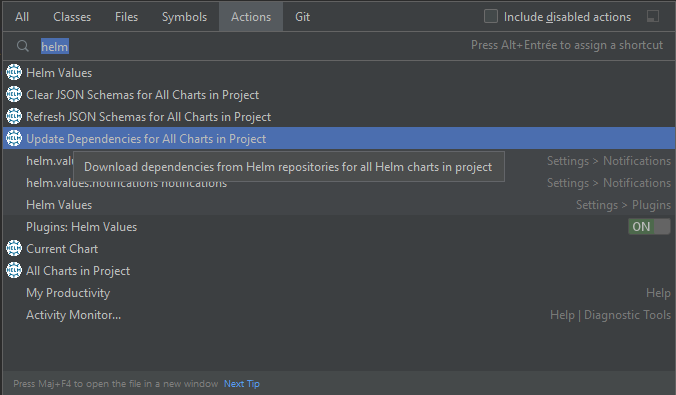 All Classes Files Symbols Actions Git Include disabled actions
helm Press Alt+Entrée to assign a shortcut
Helm Values
Clear JSON Schemas for All Charts in Project
Refresh JSON Schemas for All Charts in Project
Update Dependencies for All Charts in Project
helm.valu Settings > Notifications
Download dependencies from Helm repositories for all Helm charts in project
helm.values.notifications notifications Settings > Notifications
Helm Values Settings > Plugins
Plugins: Helm Values ON
Current Chart
All Charts in Project
My Productivity Help
Activity Monitor... Help | Diagnostic Tools
Press Maj+F4 to open the file in a new window Next Tip